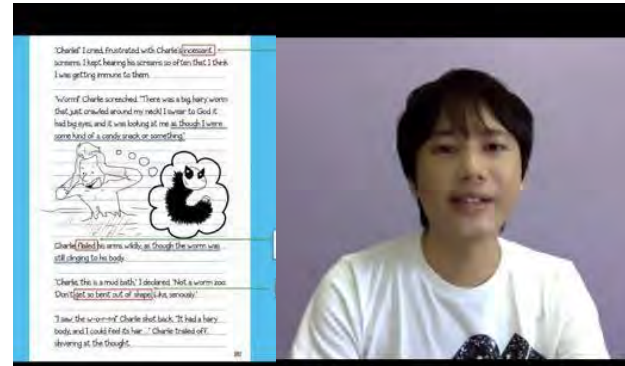 "Charlie!" I cried, frustrated with Charlie's incessant
screams. I kept hearing his screams so often that I think
I was getting immune to them.
"Worm!" Charlie screeched. "There was a big, hairy worm
that just crawled around my neck! I swear to God it
had big eyes, and it was looking at me as though I were
some kind of a candy snack or something."
Charlie flailed his arms wildly, as though the worm was
still clinging to his body.
"Charlie, this is a mud bath," I declared. "Not a worm zoo.
Don't get so bent out of shape. Like, seriously."
"I saw the w-o-r-m!" Charlie shot back. "It had a hairy
body, and I could feel its hair..." Charlie trailed off,
shivering at the thought.